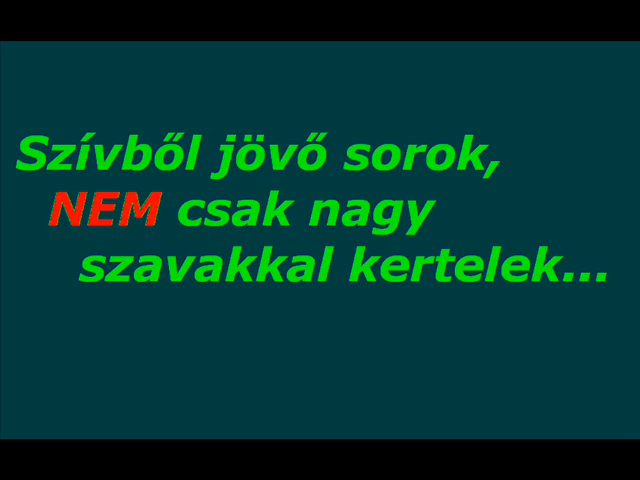 Szívből jövő sorok,
NEM csak nagy
szavakkal kertelek...